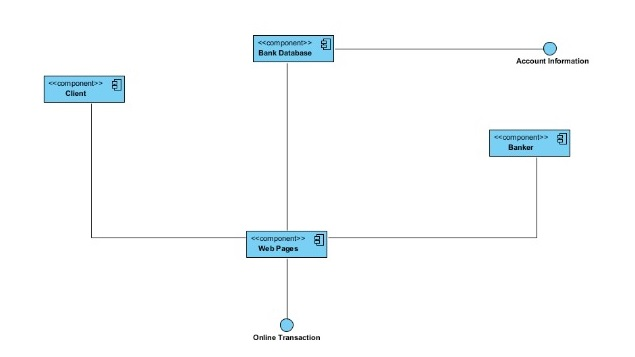 <<component>>
Bank Database
Account Information
<<component>>
Client
<<component>>
Banker
<<component>>
Web Pages
Online Transaction